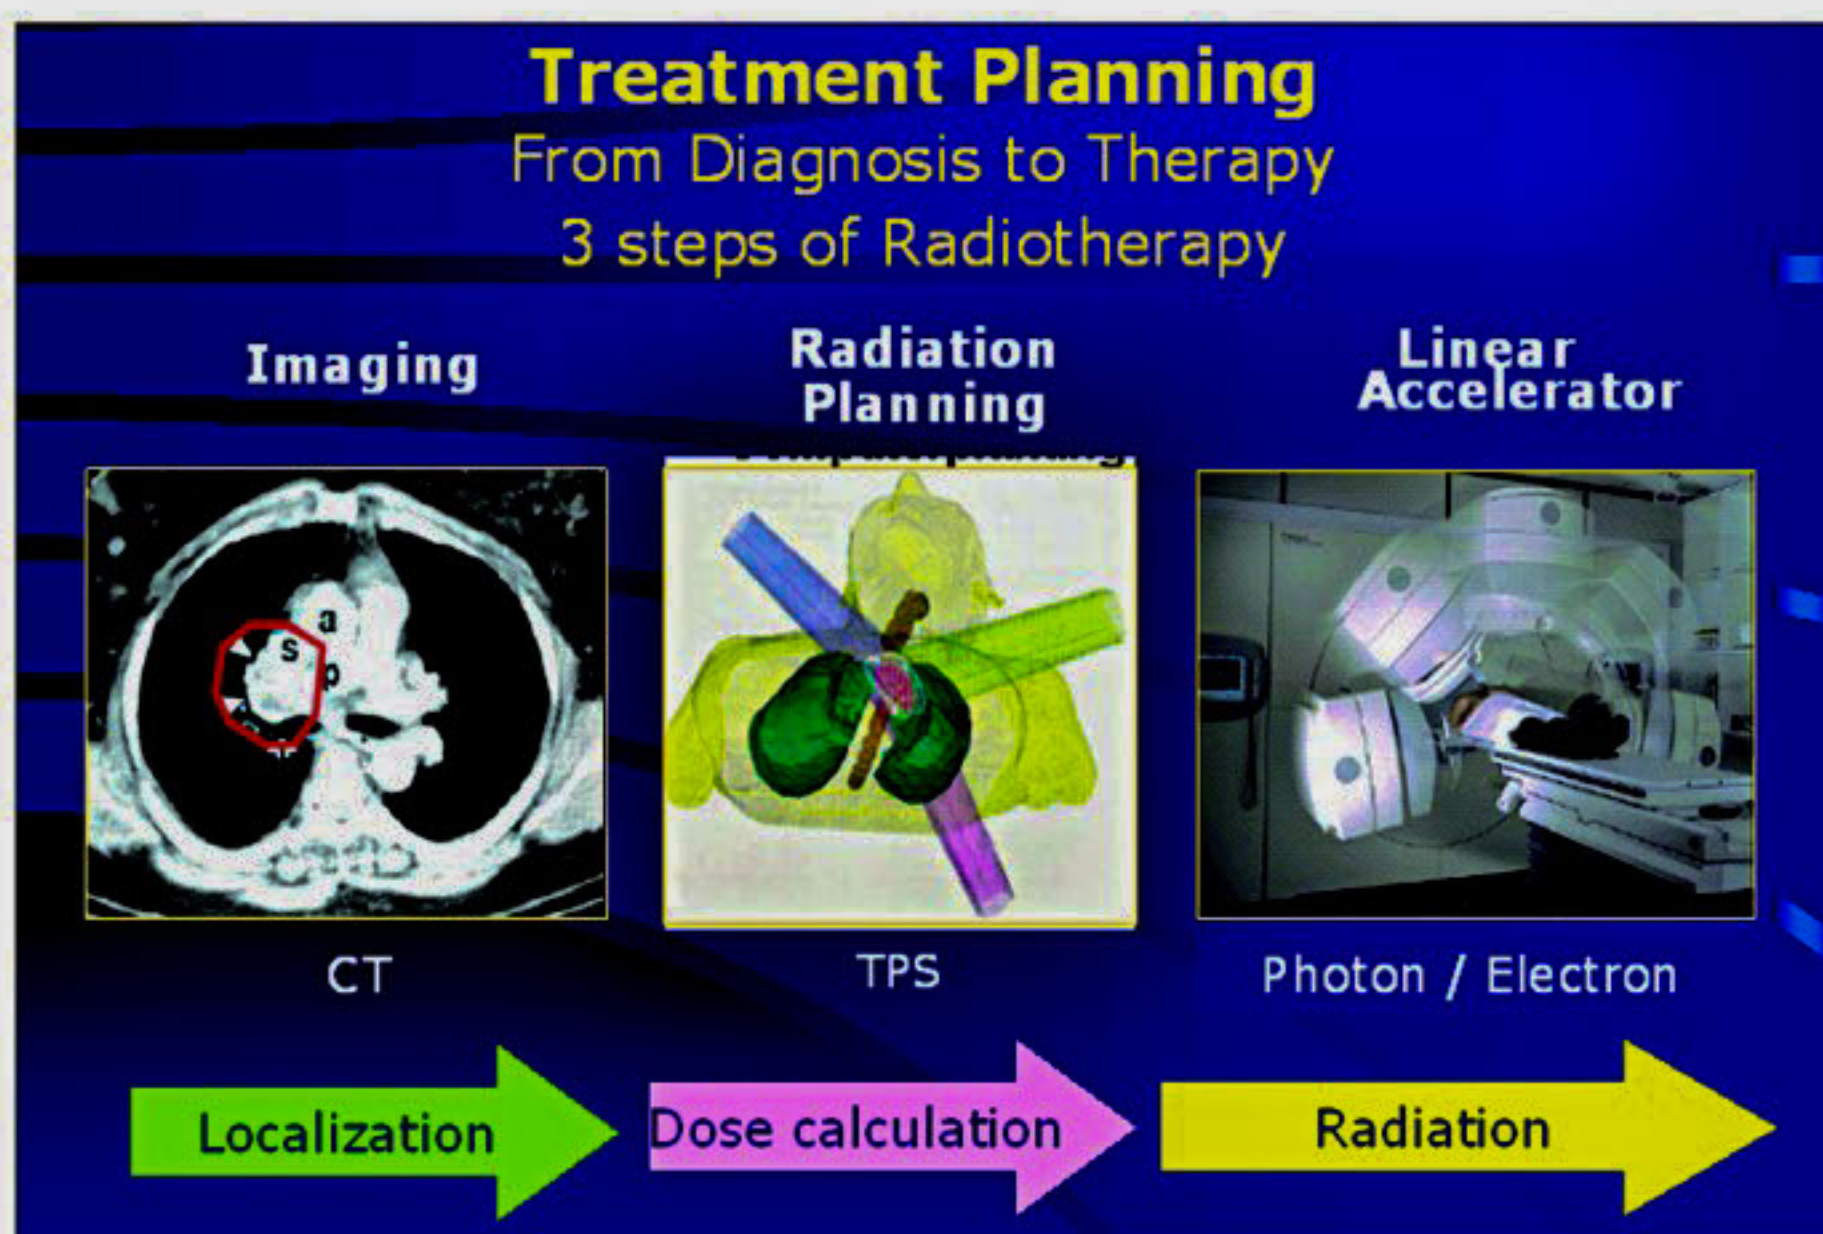 Treatment Planning
From Diagnosis to Therapy
3 steps of Radiotherapy
Imaging
Radiation
Planning
Linear
Accelerator
a
s
p
CT
TPS
Photon / Electron
Localization
Dose calculation
Radiation